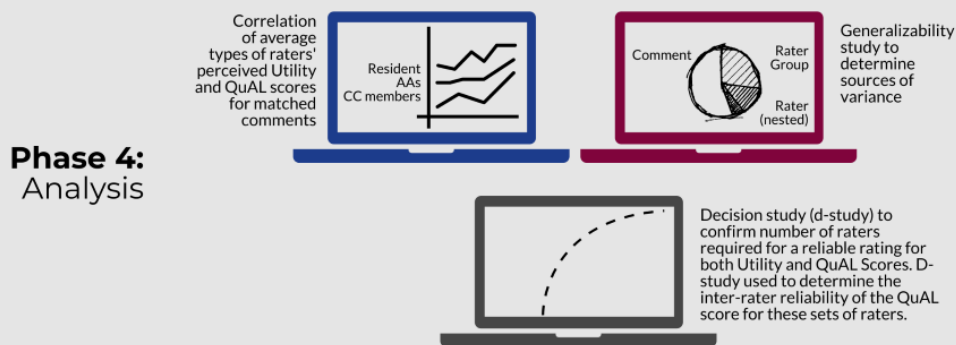 Phase 4:
Analysis
Correlation
of average
types of raters'
perceived Utility
and QuAL scores
for matched
comments
Resident
AAs
CC members
Comment
Rater
Group
Rater
(nested)
Generalizability
study to
determine
sources of
variance
Decision study (d-study) to
confirm number of raters
required for a reliable rating for
both Utility and QuAL Scores. D-
study used to determine the
inter-rater reliability of the QuAL
score for these sets of raters.